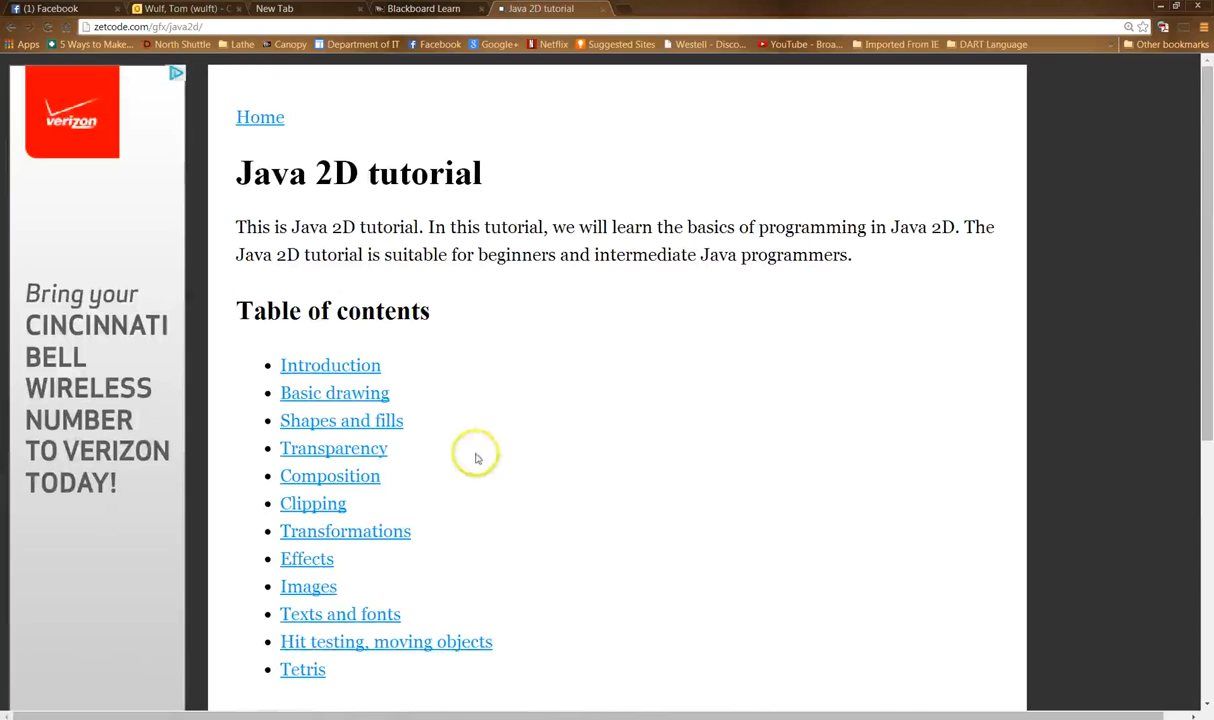 (1) Facebook
Wulf, Tom (wulft) - C
New Tab
Blackboard Learn
Java 2D tutorial
zetcode.com/gfx/java2d/
Apps
5 Ways to Make...
North Shuttle
Lathe
Canopy
Department of IT
Facebook
Google+
Netflix
Suggested Sites
Westell - Disco...
YouTube - Broa...
Imported From IE
DART Language
Other bookmarks
verizon
Bring your
CINCINNATI
BELL
WIRELESS
NUMBER
TO VERIZON
TODAY!
Home
Java 2D tutorial
This is Java 2D tutorial. In this tutorial, we will learn the basics of programming in Java 2D. The
Java 2D tutorial is suitable for beginners and intermediate Java programmers.
Table of contents
Introduction
Basic drawing
Shapes and fills
Transparency
Composition
Clipping
Transformations
Effects
Images
Texts and fonts
Hit testing, moving objects
Tetris